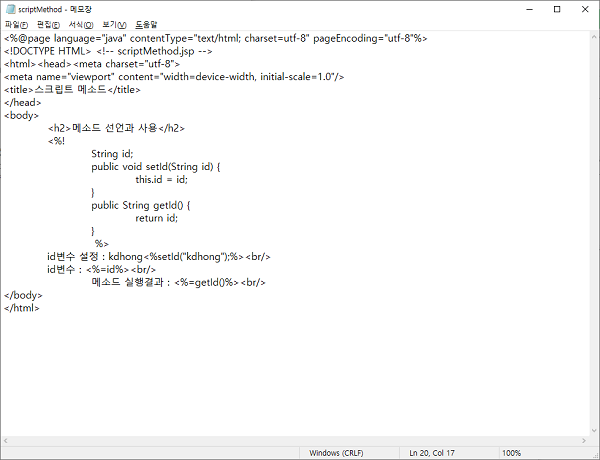 scriptMethod - 메모장
파일(F) 편집(E) 서식(O) 보기(V) 도움말
<%@page language="java" contentType="text/html; charset=utf-8" pageEncoding="utf-8"%>
<!DOCTYPE HTML> <!-- scriptMethod.jsp -->
<html><head><meta charset="utf-8">
<meta name="viewport" content="width=device-width, initial-scale=1.0"/>
<title>스크립트 메소드</title>
</head>
<body>
<h2>메소드 선언과 사용</h2>
<%!
String id;
public void setId(String id) {
this.id = id;
}
public String getId() {
return id;
}
%>
id변수 설정 : kdhong<%setId("kdhong");%><br/>
id변수 : <%=id%><br/>
메소드 실행결과 : <%=getId()%><br/>
</body>
</html>
Windows (CRLF) Ln 20, Col 17 100%